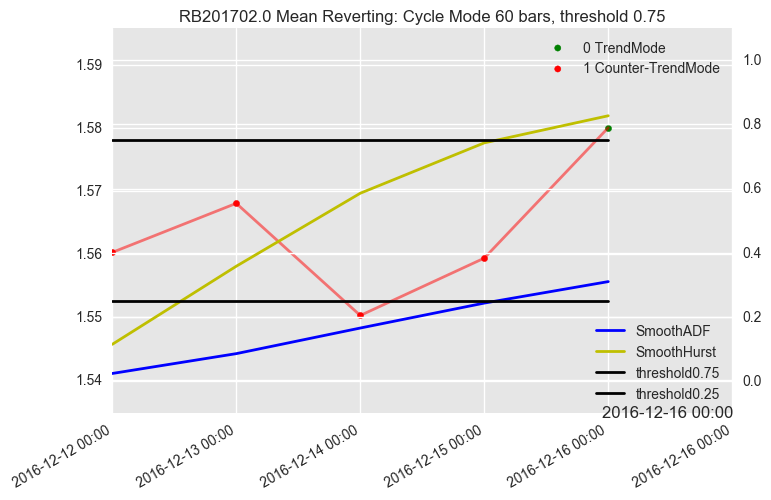 RB201702.0 Mean Reverting: Cycle Mode 60 bars, threshold 0.75
0 TrendMode
1 Counter-TrendMode
1.59
1.58
1.57
1.56
1.55
1.54
1.0
0.8
0.6
0.4
0.2
0.0
SmoothADF
SmoothHurst
threshold0.75
threshold0.25
2016-12-16 00:00
2016-12-12 00:00
2016-12-13 00:00
2016-12-14 00:00
2016-12-15 00:00
2016-12-16 00:00
2016-12-16 00:00